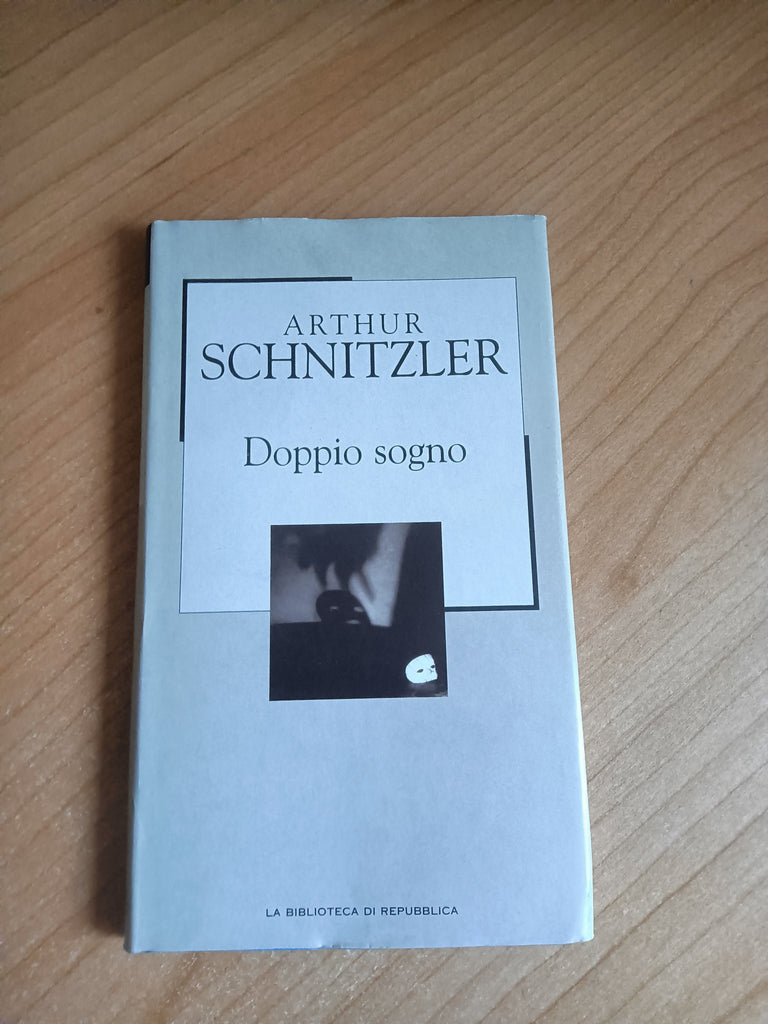 ARTHUR
SCHNITZLER
Doppio sogno
LA BIBLIOTECA DI REPUBBLICA